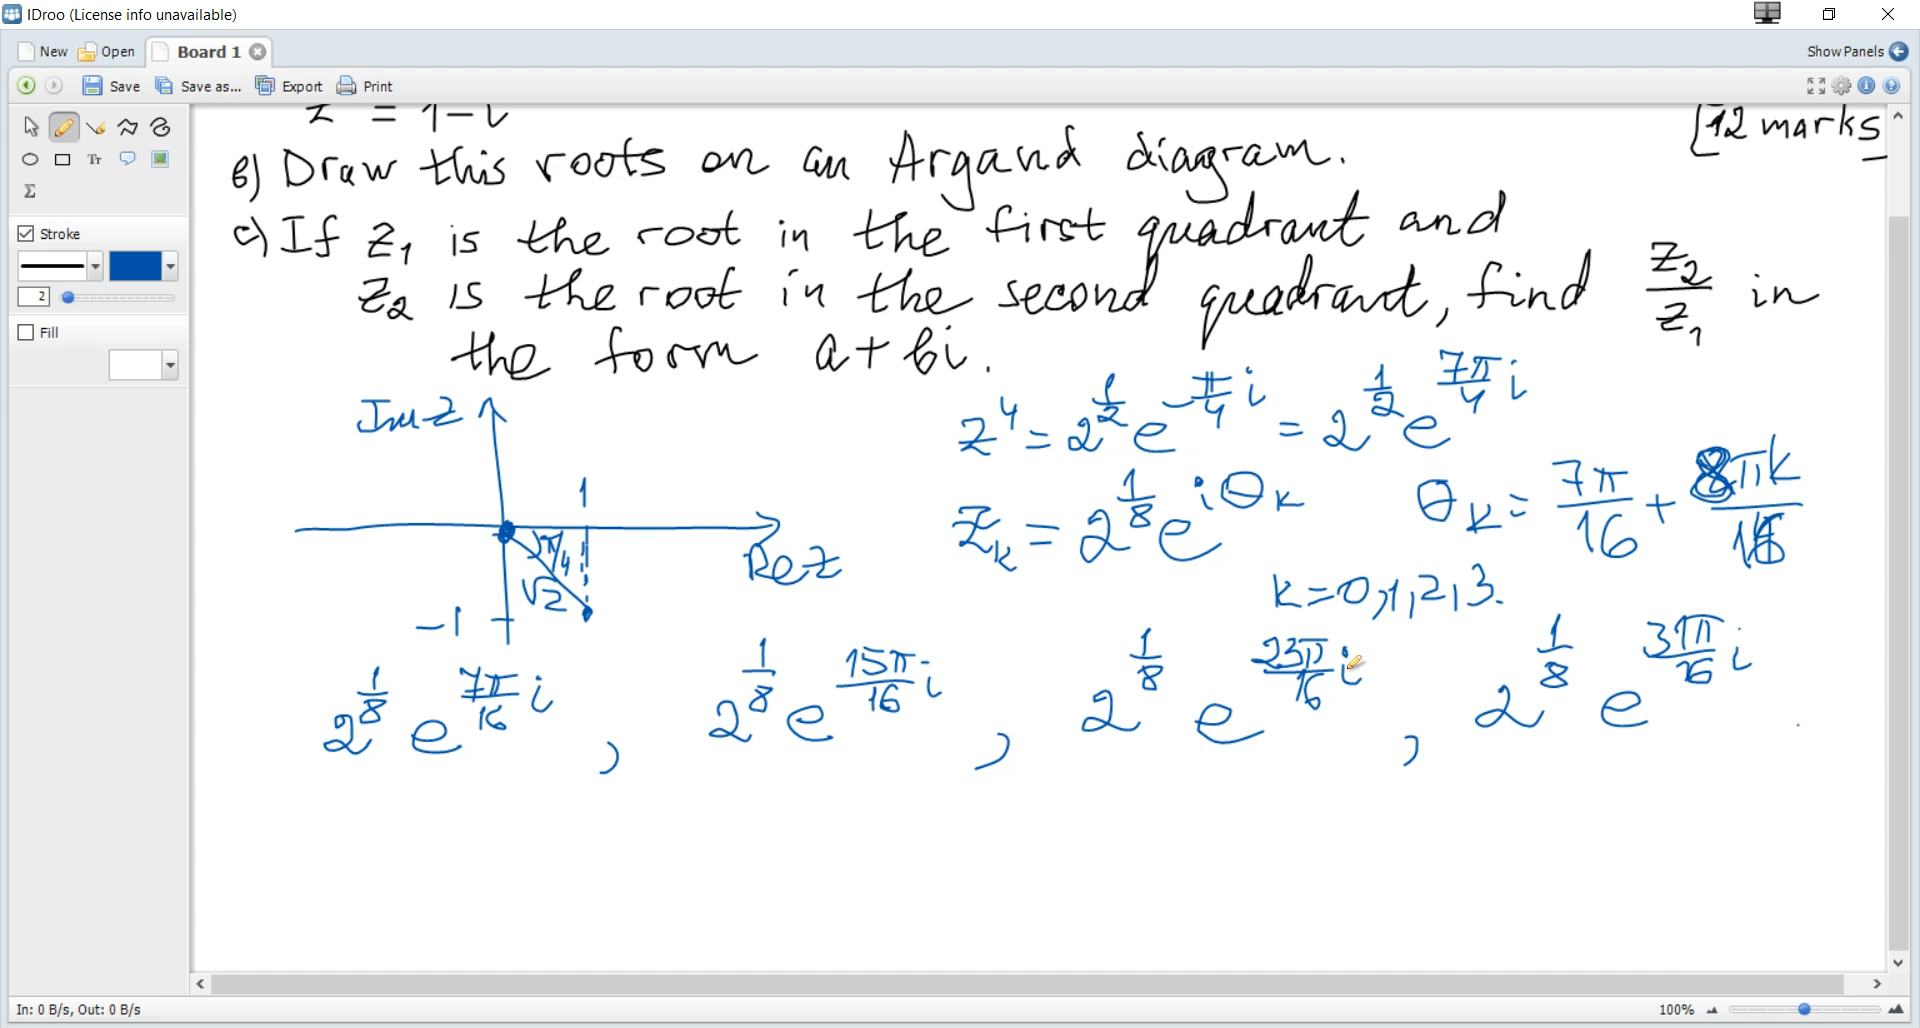 IDroo (License info unavailable)
New Open Board 1 Show Panels
Save Save as... Export Print
Tr
Σ
Stroke
2
Fill
z = 1-i
[12 marks
b) Draw this roots on an Argand diagram.
c) If z₁ is the root in the first quadrant and
z₂ is the root in the second quadrant, find z₂/z₁ in
the form a+bi.
Im z
1
π/4
√2
-1
Re z
z⁴ = 2^(1/2) e^(-π/4 i) = 2^(1/2) e^(7π/4 i)
z_k = 2^(1/8) e^(iθ_k) θ_k = 7π/16 + 8πk/16
k=0,1,2,3.
2^(1/8) e^(7π/16 i) , 2^(1/8) e^(15π/16 i) , 2^(1/8) e^(23π/16 i) , 2^(1/8) e^(31π/16 i) .
In: 0 B/s, Out: 0 B/s 100%